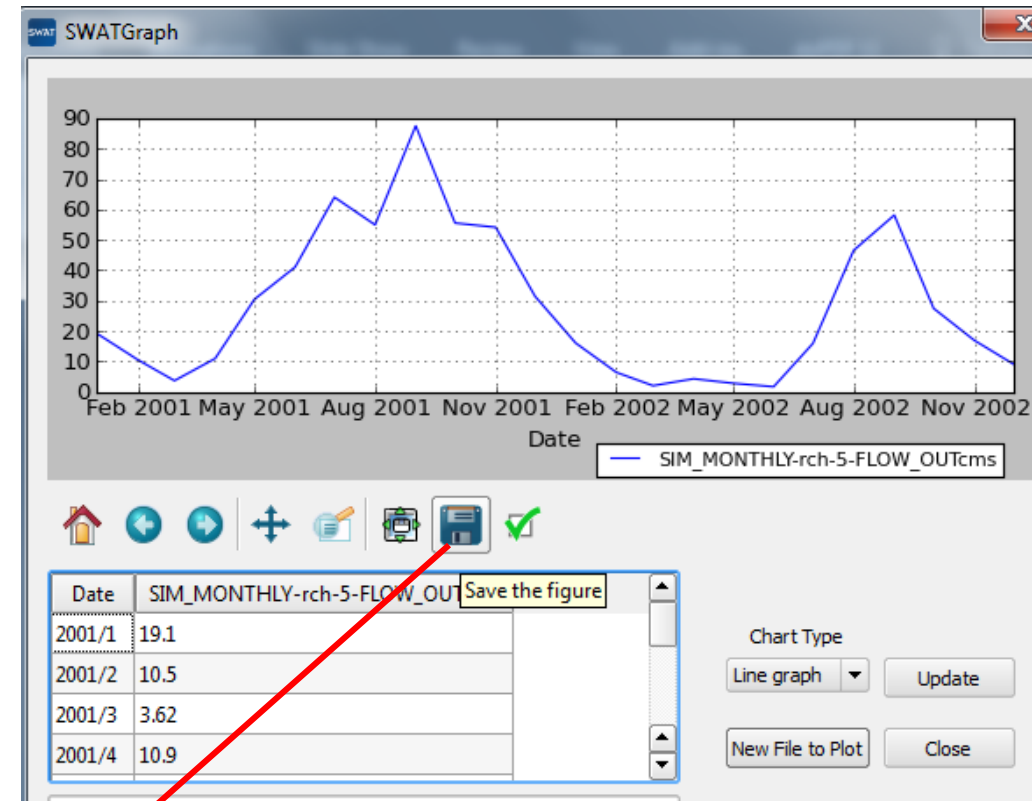 SWAT SWATGraph
90
80
70
60
50
40
30
20
10
0
Feb 2001 May 2001 Aug 2001 Nov 2001 Feb 2002 May 2002 Aug 2002 Nov 2002
Date
SIM_MONTHLY-rch-5-FLOW_OUTcms
Save the figure
Date SIM_MONTHLY-rch-5-FLOW_OUT
2001/1 19.1
2001/2 10.5
2001/3 3.62
2001/4 10.9
Chart Type
Line graph Update
New File to Plot Close